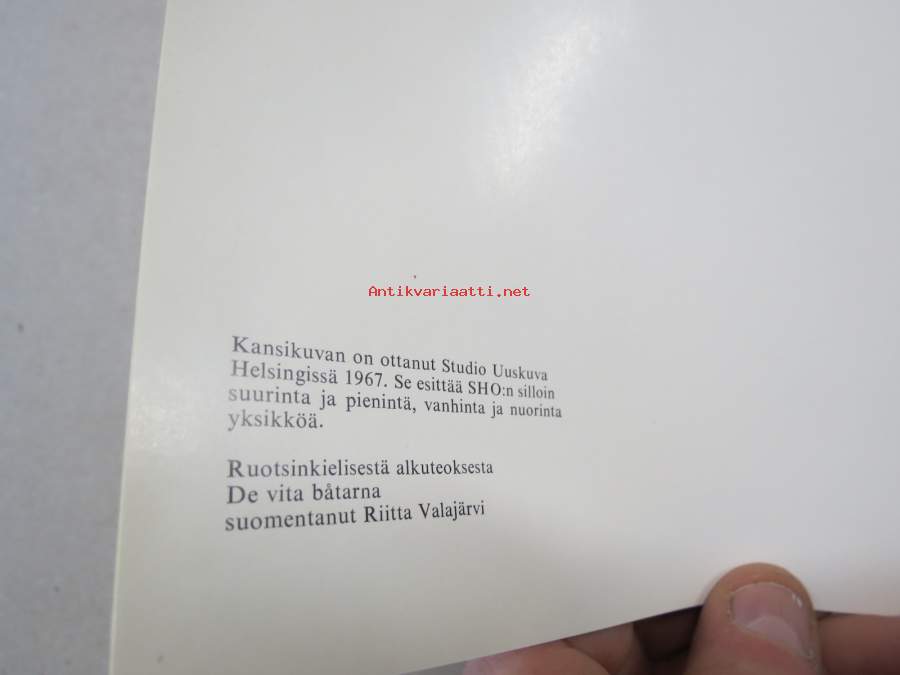 Antikvariaatti.net
Kansikuvan on ottanut Studio Uuskuva
Helsingissä 1967. Se esittää SHO:n silloin
suurinta ja pienintä, vanhinta ja nuorinta
yksikköä.
Ruotsinkielisestä alkuteoksesta
De vita båtarna
suomentanut Riitta Valajärvi